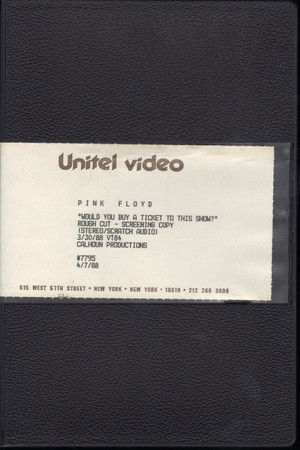 Unitel video
PINK FLOYD
"WOULD YOU BUY A TICKET TO THIS SHOW?"
ROUGH CUT - SCREENING COPY
(STEREO/SCRATCH AUDIO)
3/30/88 VT84
CALHOUN PRODUCTIONS
#7795
4/7/88
515 WEST 57TH STREET • NEW YORK • NEW YORK • 10019 • 212 265 3600